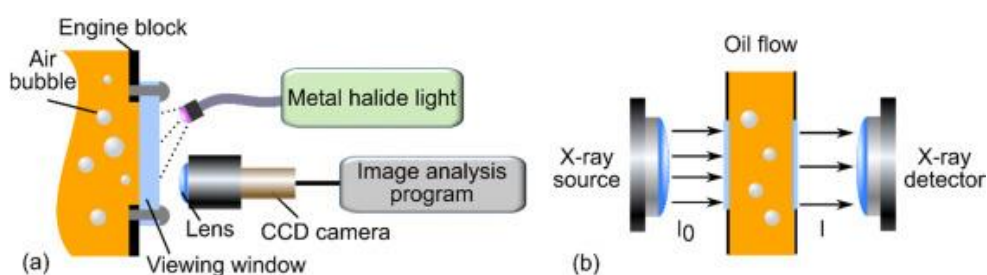 Engine block
Air
bubble
Metal halide light
Image analysis
program
Lens
CCD camera
Viewing window
(a)
Oil flow
X-ray
source
X-ray
detector
I0
I
(b)